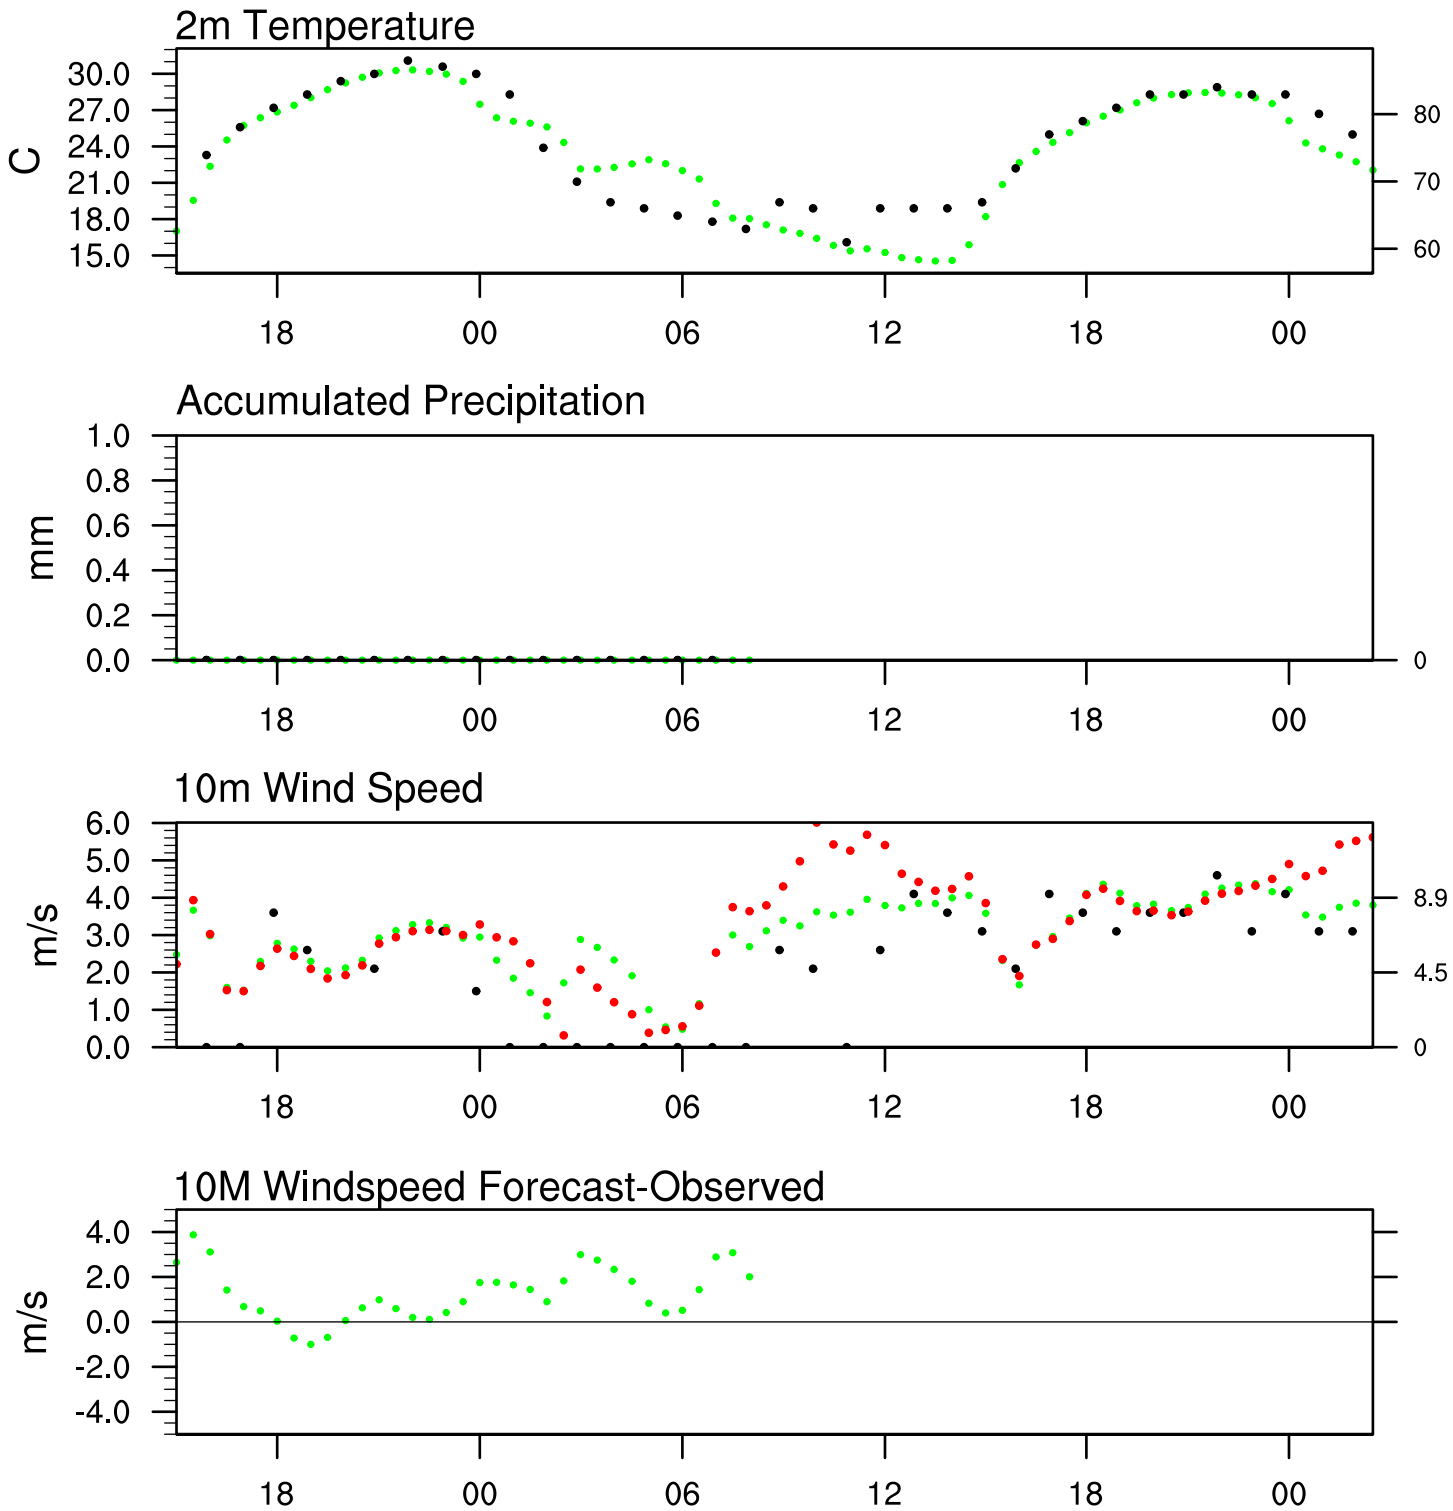 2m Temperature
30.0
27.0
24.0
21.0
18.0
15.0
C
80
70
60
18 00 06 12 18 00
Accumulated Precipitation
1.0
0.8
0.6
0.4
0.2
0.0
mm
0
18 00 06 12 18 00
10m Wind Speed
6.0
5.0
4.0
3.0
2.0
1.0
0.0
m/s
8.9
4.5
0
18 00 06 12 18 00
10M Windspeed Forecast-Observed
4.0
2.0
0.0
-2.0
-4.0
m/s
18 00 06 12 18 00